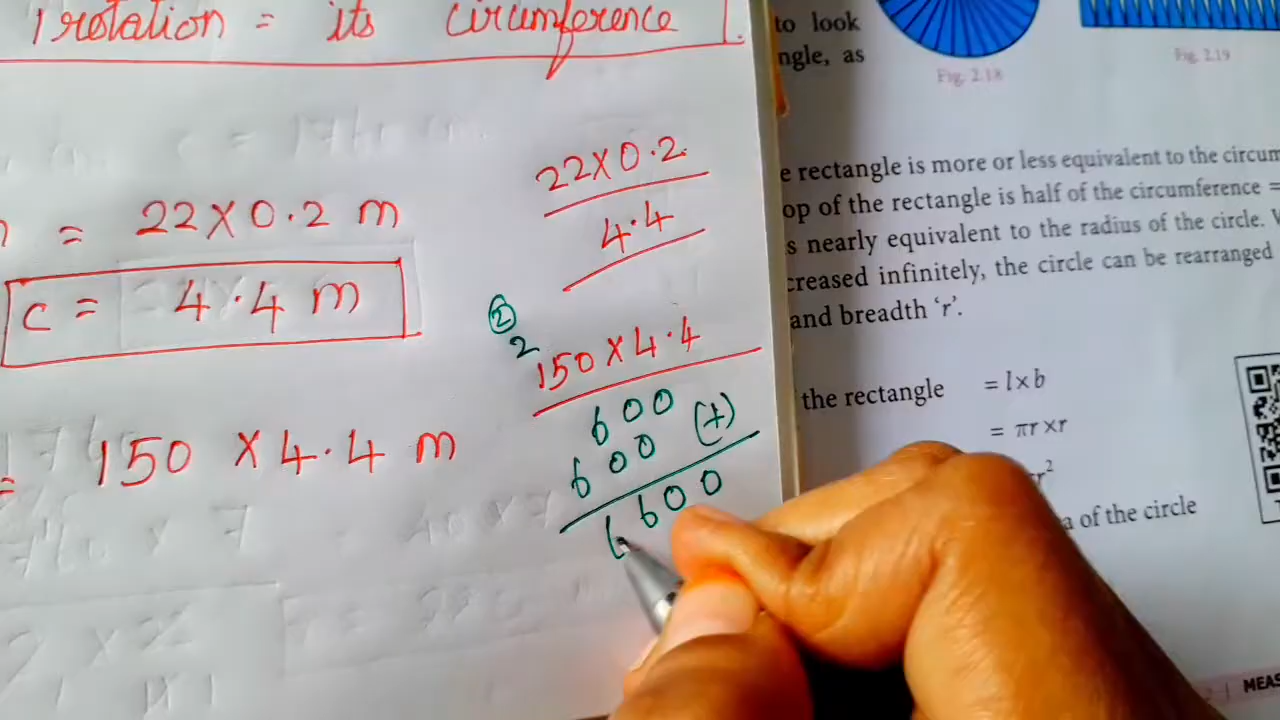 1 rotation = its circumference
= 22 X 0.2 m
c = 4.4 m
= 150 X 4.4 m
22 X 0.2
4.4
2
2
150 X 4.4
600
600 (+)
6600
to look
ngle, as
Fig. 2.18
Fig. 2.19
e rectangle is more or less equivalent to the circum
op of the rectangle is half of the circumference =
s nearly equivalent to the radius of the circle.
creased infinitely, the circle can be rearranged
and breadth ‘r’.
the rectangle = l × b
= πr × r
r²
a of the circle
MEAS